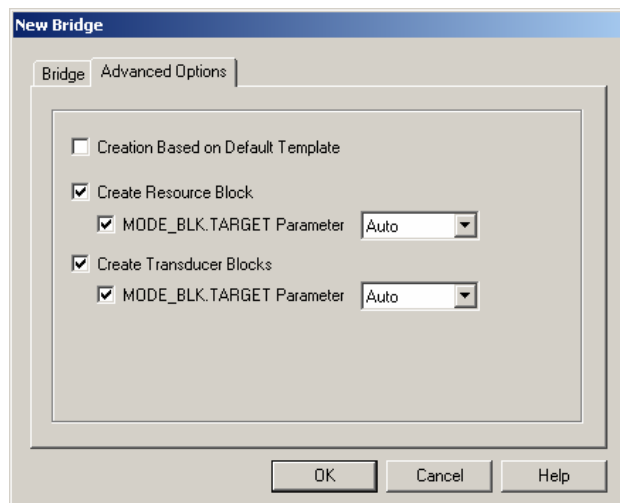 New Bridge
Bridge Advanced Options
Creation Based on Default Template
Create Resource Block
MODE_BLK.TARGET Parameter Auto
Create Transducer Blocks
MODE_BLK.TARGET Parameter Auto
OK Cancel Help